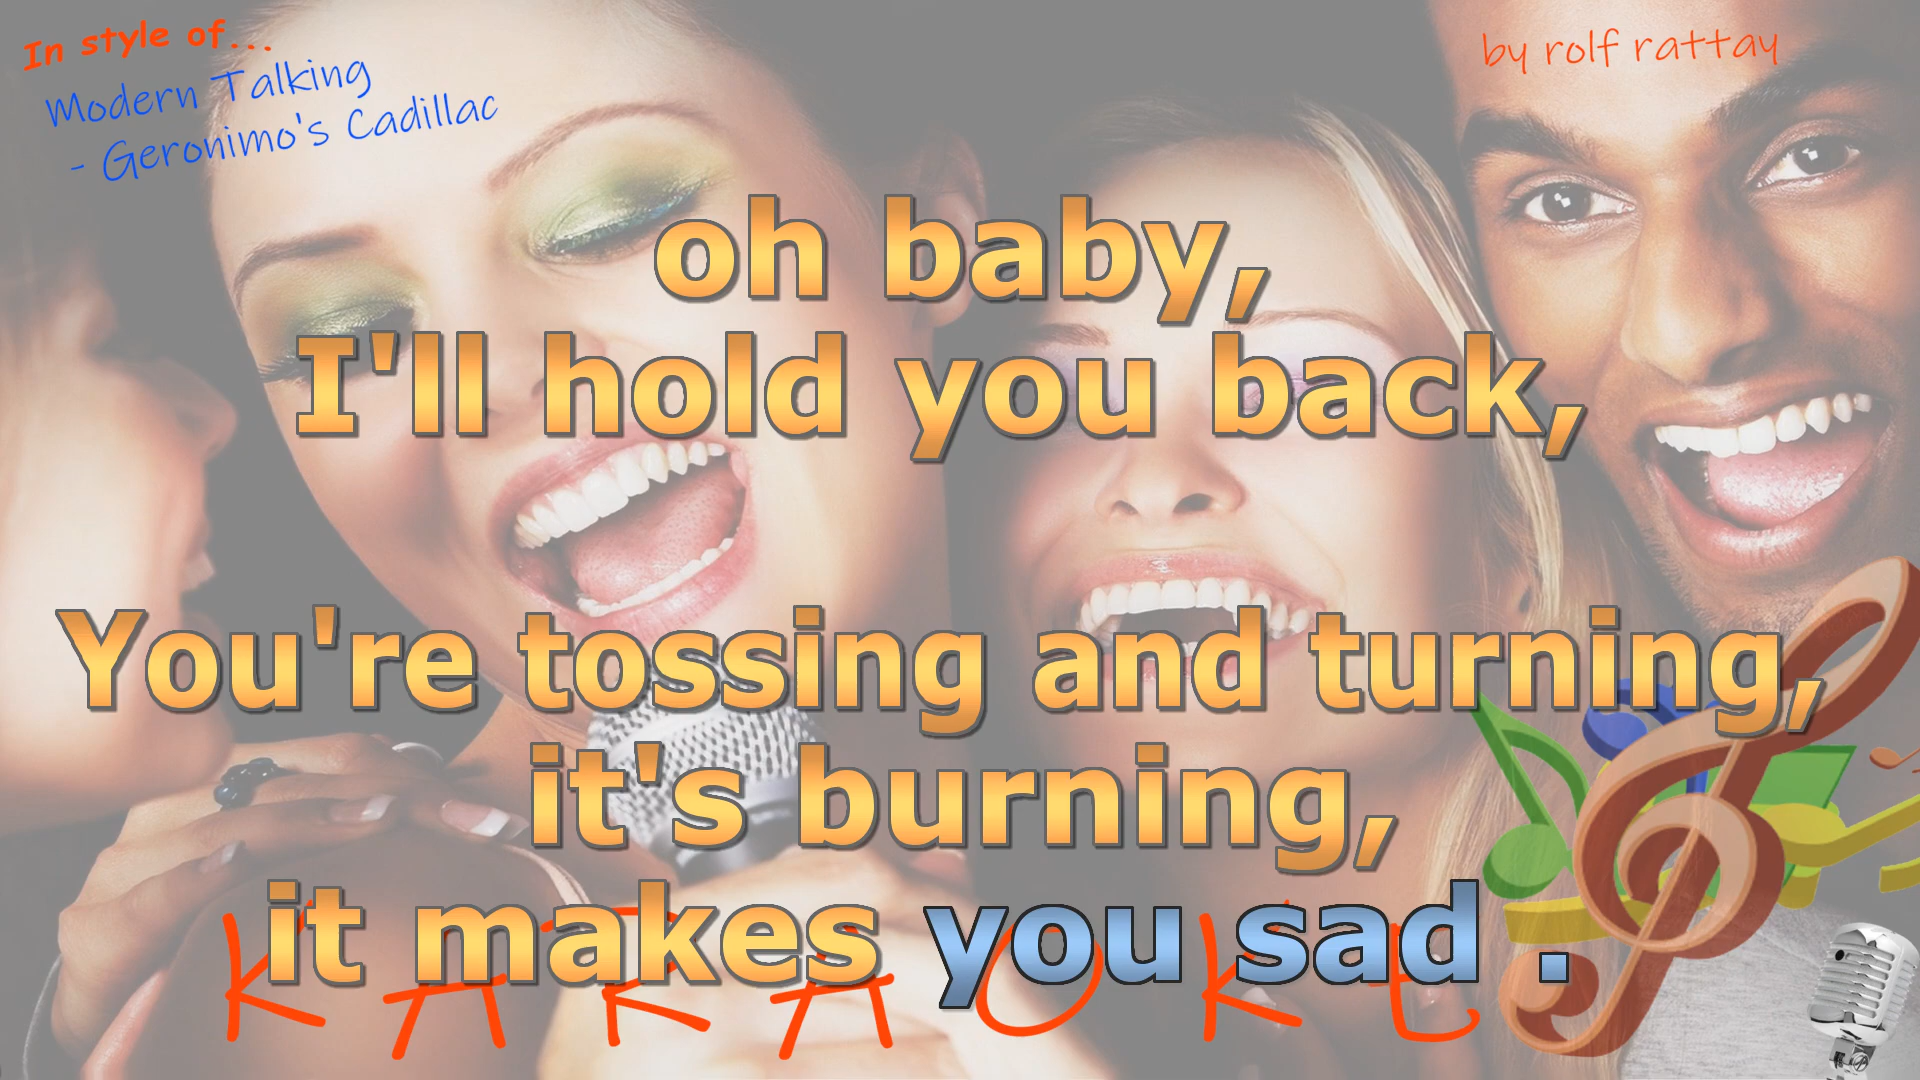 In style of...
Modern Talking
- Geronimo's Cadillac
by rolf rattay
oh baby,
I'll hold you back,
You're tossing and turning,
it's burning,
it makes you sad .
KARAOKE